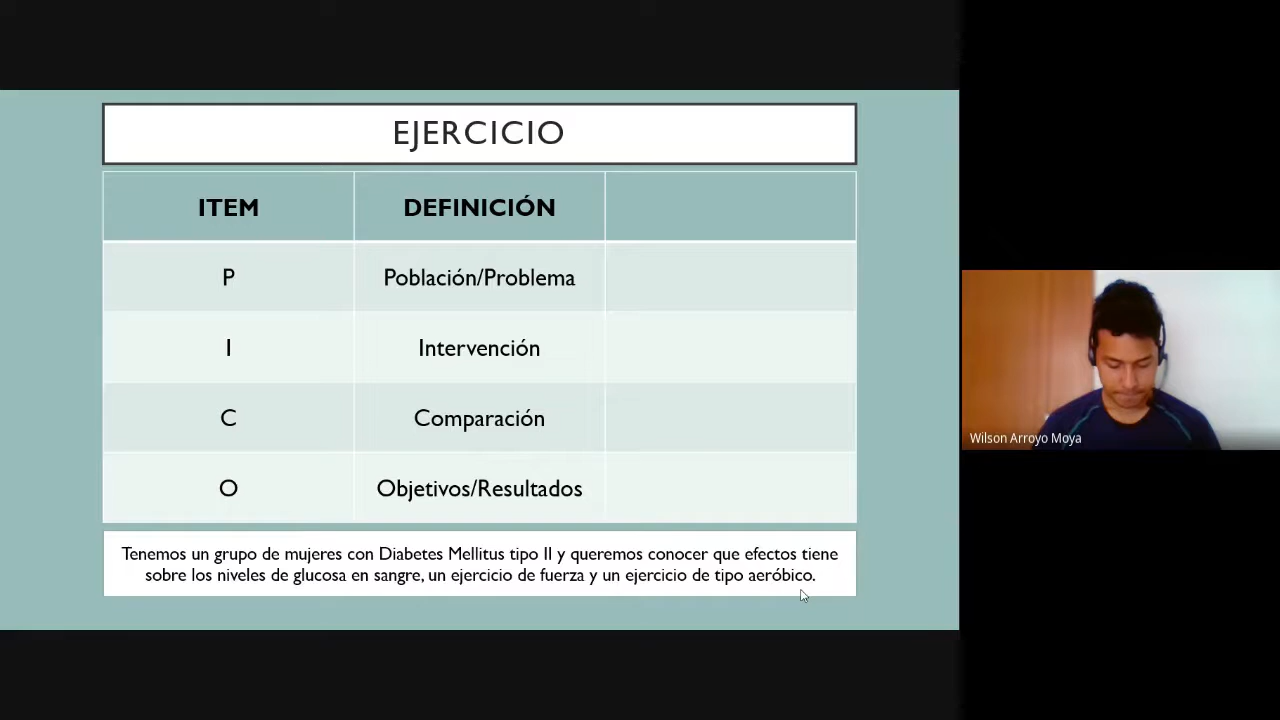 EJERCICIO
ITEM DEFINICIÓN
P Población/Problema
I Intervención
C Comparación
O Objetivos/Resultados
Tenemos un grupo de mujeres con Diabetes Mellitus tipo II y queremos conocer que efectos tiene
sobre los niveles de glucosa en sangre, un ejercicio de fuerza y un ejercicio de tipo aeróbico.
Wilson Arroyo Moya